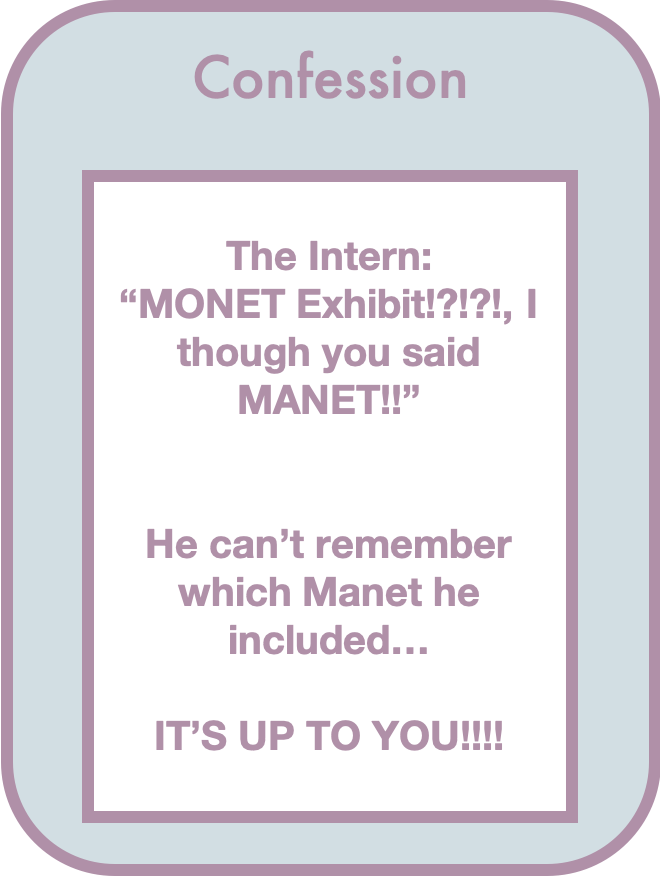 Confession
The Intern:
“MONET Exhibit!?!?!, I
though you said
MANET!!”
He can’t remember
which Manet he
included…
IT’S UP TO YOU!!!!